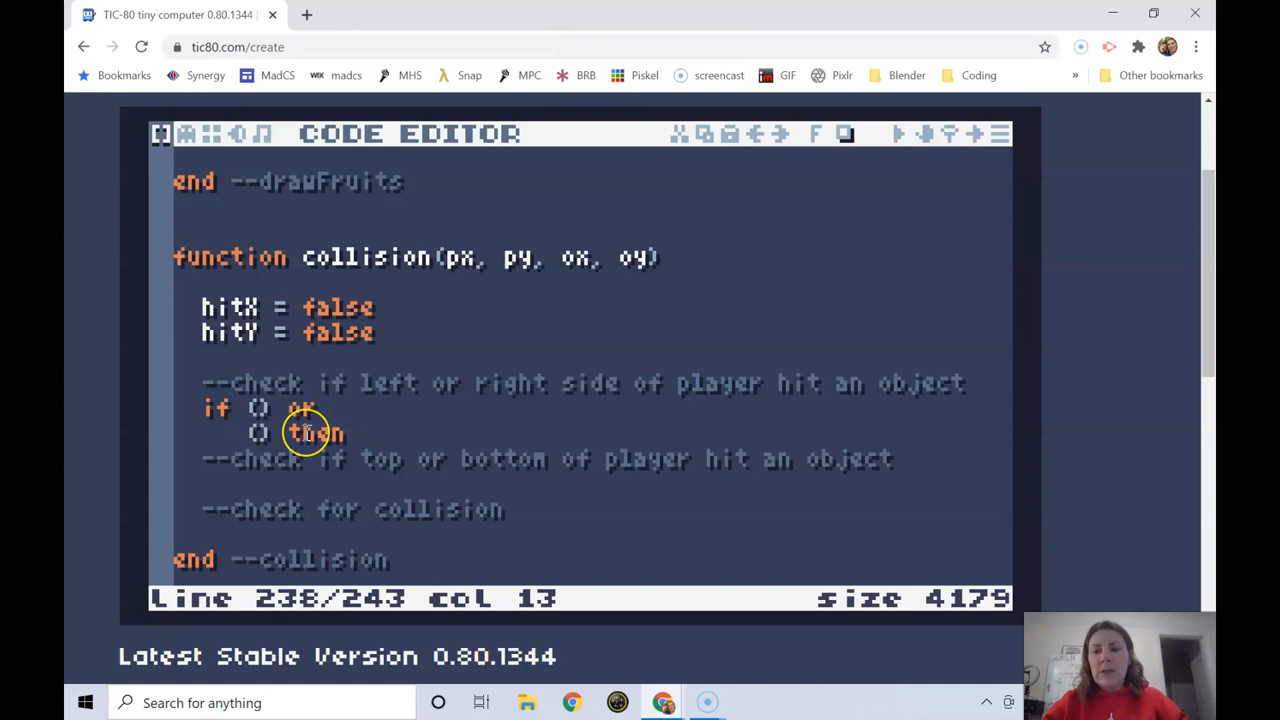 TIC-80 tiny computer 0.80.1344
tic80.com/create
Bookmarks Synergy MadCS WIX madcs MHS Snap MPC BRB Piskel screencast im GIF Pixlr Blender Coding » Other bookmarks
CODE EDITOR F
end --drawFruits
function collision(px, py, ox, oy)
hitX = false
hitY = false
--check if left or right side of player hit an object
if () or
() then
--check if top or bottom of player hit an object
--check for collision
end --collision
line 238/243 col 13 size 4179
Latest Stable Version 0.80.1344
Search for anything